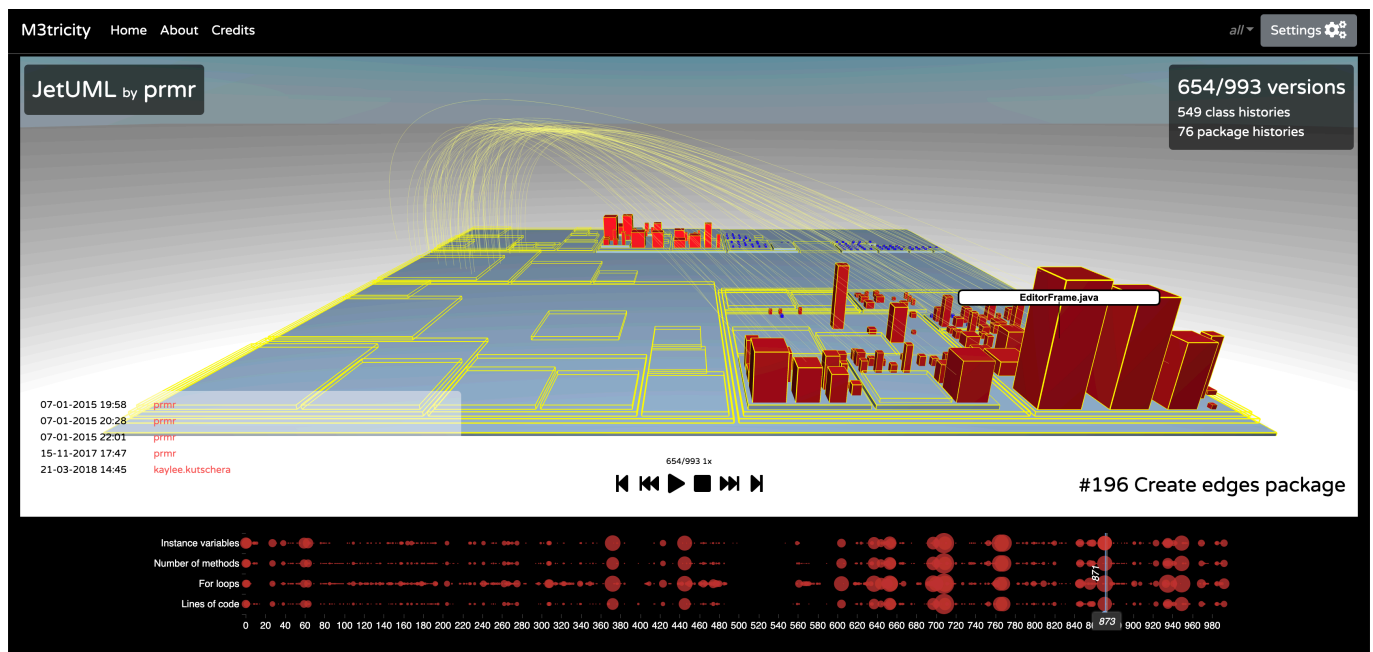 M3tricity Home About Credits all Settings
JetUML by prmr
654/993 versions
549 class histories
76 package histories
EditorFrame.java
07-01-2015 19:58 prmr
07-01-2015 20:28 prmr
07-01-2015 22:01 prmr
15-11-2017 17:47 prmr
21-03-2018 14:45 kaylee.kutschera
654/993 1x
#196 Create edges package
Instance variables
Number of methods
For loops
Lines of code
871
0 20 40 60 80 100 120 140 160 180 200 220 240 260 280 300 320 340 360 380 400 420 440 460 480 500 520 540 560 580 600 620 640 660 680 700 720 740 760 780 800 820 840 873 900 920 940 960 980